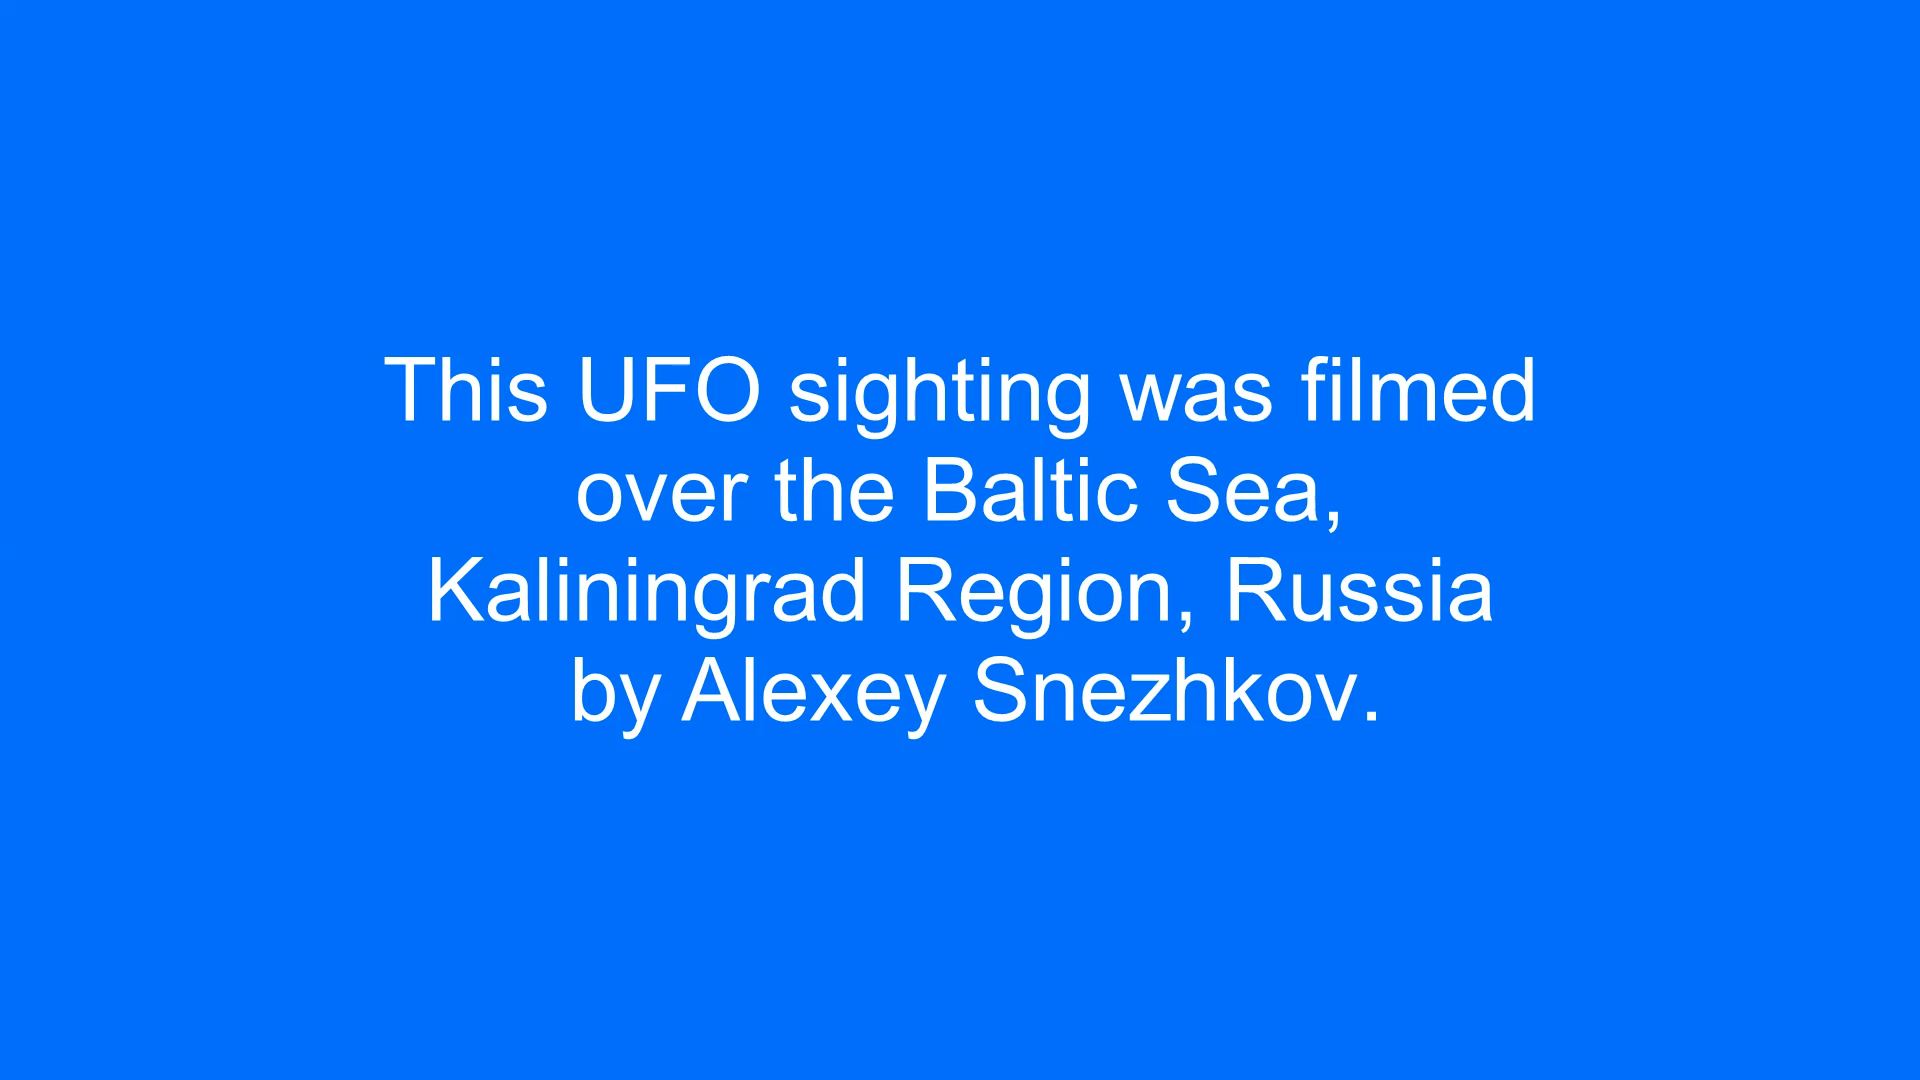 This UFO sighting was filmed
over the Baltic Sea,
Kaliningrad Region, Russia
by Alexey Snezhkov.